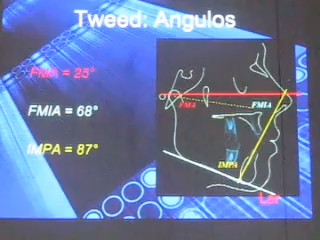 Tweed: Angulos
FMA = 25°
FMIA = 68°
IMPA = 87°
FMA
FMIA
IMPA